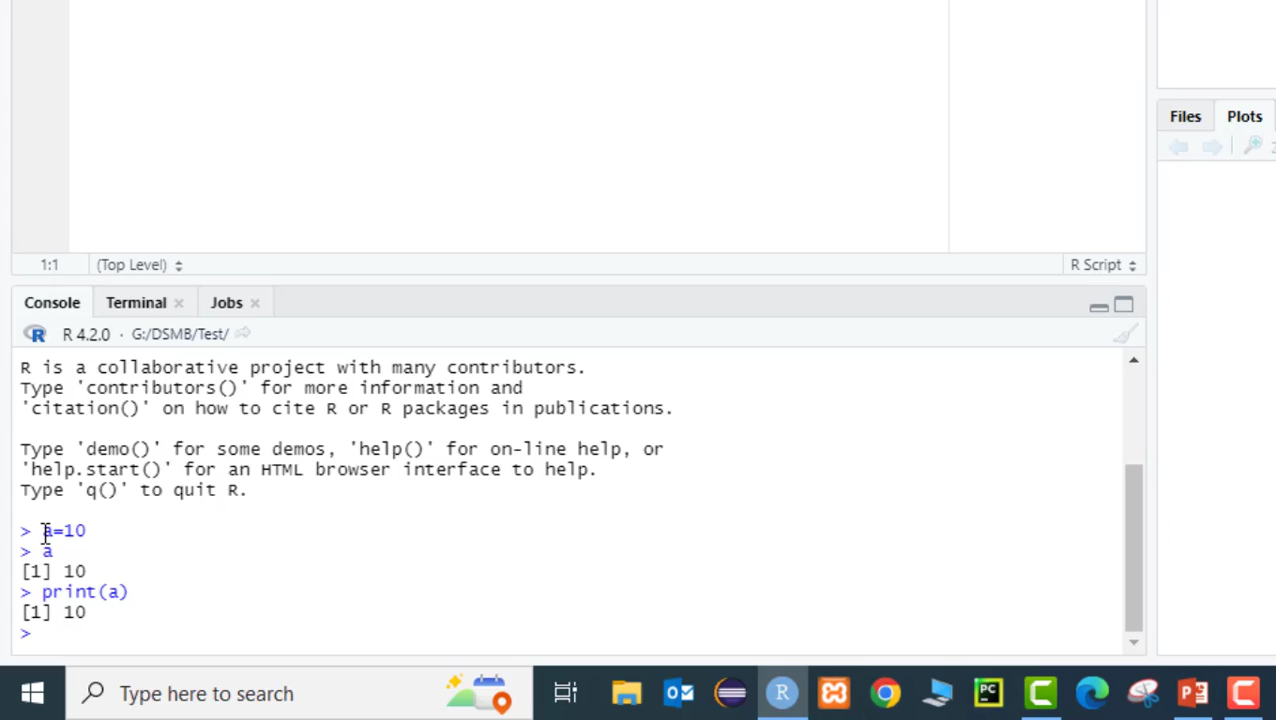 Files Plots
1:1 (Top Level) R Script
Console Terminal Jobs
R R 4.2.0 · G:/DSMB/Test/
R is a collaborative project with many contributors.
Type 'contributors()' for more information and
'citation()' on how to cite R or R packages in publications.
Type 'demo()' for some demos, 'help()' for on-line help, or
'help.start()' for an HTML browser interface to help.
Type 'q()' to quit R.
> a=10
> a
[1] 10
> print(a)
[1] 10
>
Type here to search R PC